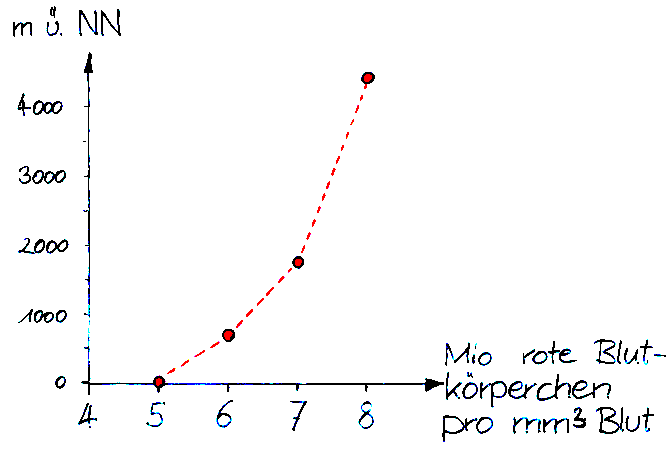 m ü. NN
4000
3000
2000
1000
0
4 5 6 7 8
Mio rote Blut-
körperchen
pro mm³ Blut